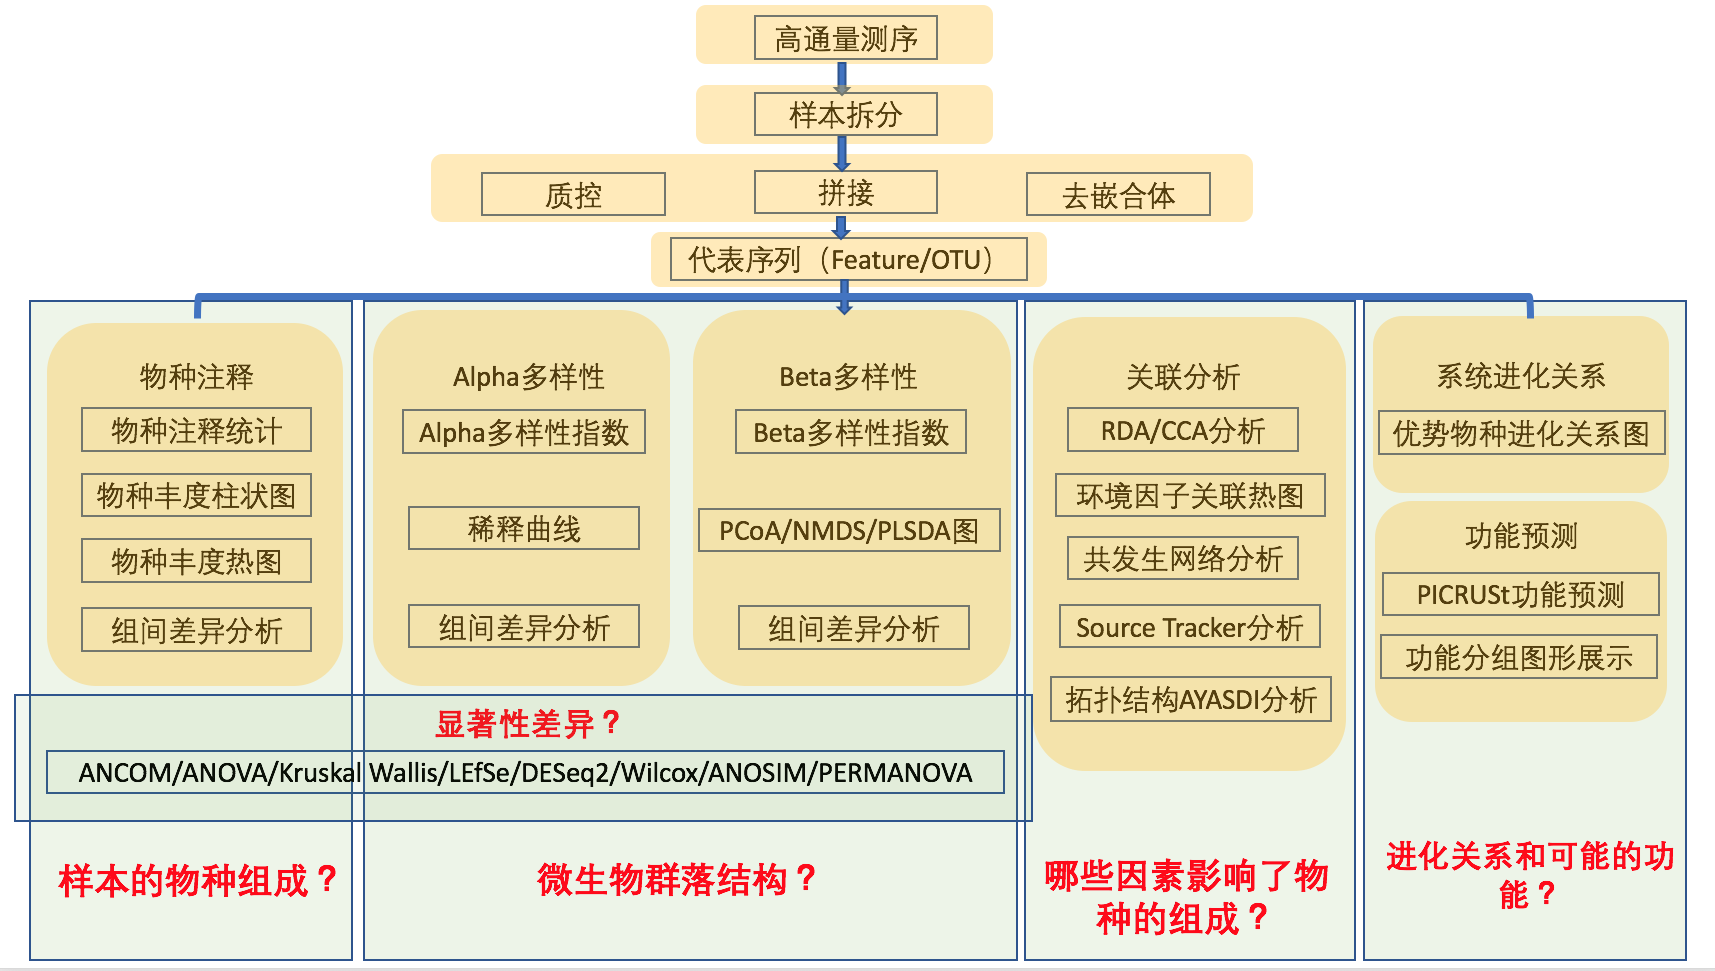 高通量测序
样本拆分
质控
拼接
去嵌合体
代表序列（Feature/OTU）
物种注释
物种注释统计
物种丰度柱状图
物种丰度热图
组间差异分析
Alpha多样性
Alpha多样性指数
稀释曲线
组间差异分析
Beta多样性
Beta多样性指数
PCoA/NMDS/PLSDA图
组间差异分析
关联分析
RDA/CCA分析
环境因子关联热图
共发生网络分析
Source Tracker分析
拓扑结构AYASDI分析
系统进化关系
优势物种进化关系图
功能预测
PICRUSt功能预测
功能分组图形展示
显著性差异？
ANCOM/ANOVA/Kruskal Wallis/LEfSe/DESeq2/Wilcox/ANOSIM/PERMANOVA
样本的物种组成？
微生物群落结构？
哪些因素影响了物
种的组成？
进化关系和可能的功
能？